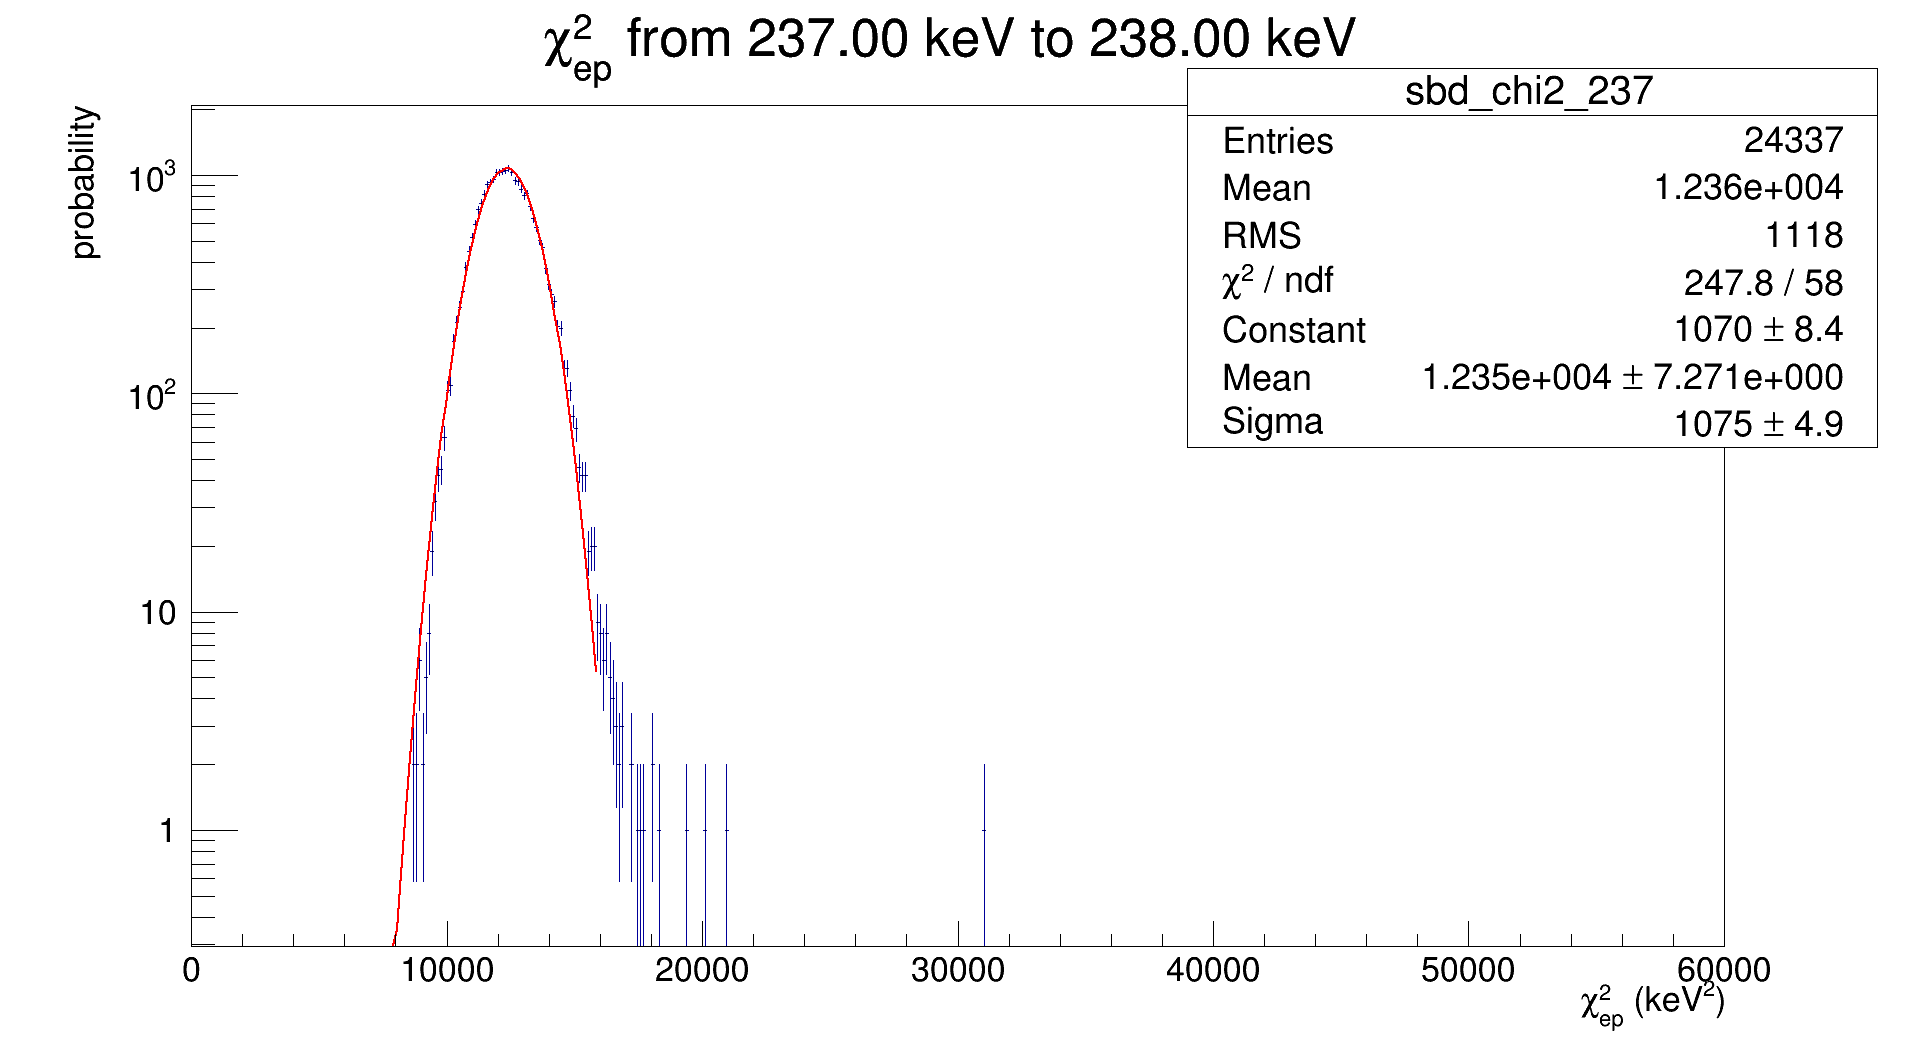 χ²ep from 237.00 keV to 238.00 keV
sbd_chi2_237
Entries 24337
Mean 1.236e+004
RMS 1118
χ² / ndf 247.8 / 58
Constant 1070 ± 8.4
Mean 1.235e+004 ± 7.271e+000
Sigma 1075 ± 4.9
probability
10³
10²
10
1
0 10000 20000 30000 40000 50000 60000
χ²ep (keV²)